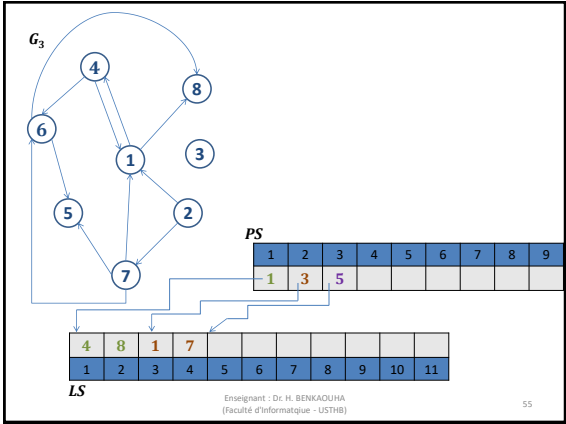 G3
4
8
6
1
3
5
2
7
PS
1 2 3 4 5 6 7 8 9
1 3 5
4 8 1 7
1 2 3 4 5 6 7 8 9 10 11
LS
Enseignant : Dr. H. BENKAOUHA
(Faculté d'Informatqiue - USTHB)
55